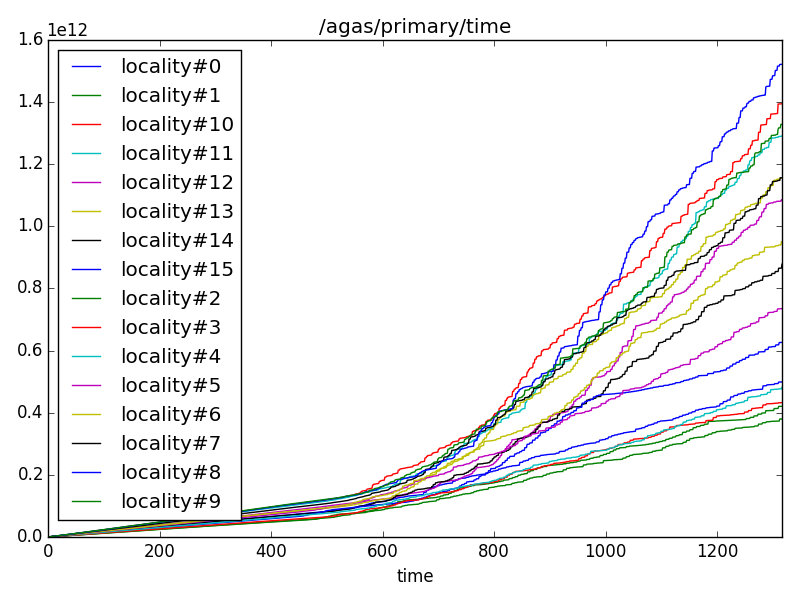 /agas/primary/time
1e12
1.6
1.4
1.2
1.0
0.8
0.6
0.4
0.2
0.0
locality#0
locality#1
locality#10
locality#11
locality#12
locality#13
locality#14
locality#15
locality#2
locality#3
locality#4
locality#5
locality#6
locality#7
locality#8
locality#9
0 200 400 600 800 1000 1200
time